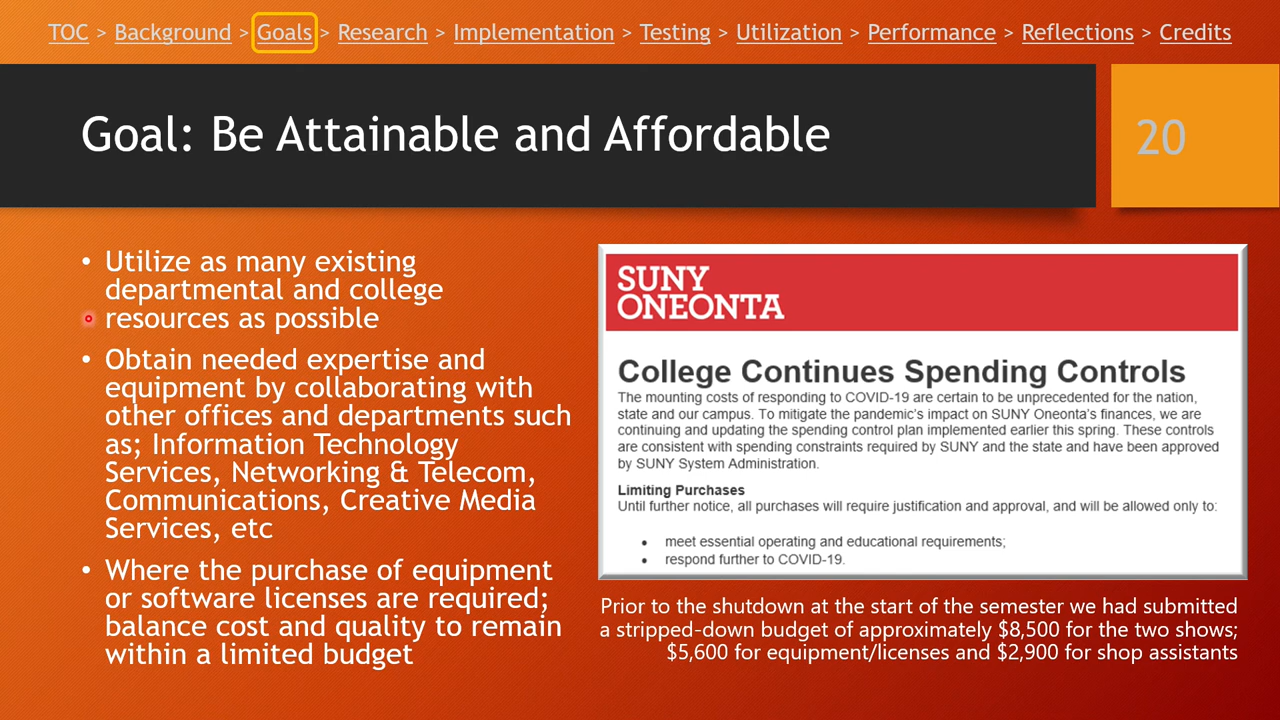 TOC > Background > Goals > Research > Implementation > Testing > Utilization > Performance > Reflections > Credits
Goal: Be Attainable and Affordable
20
• Utilize as many existing
departmental and college
resources as possible
• Obtain needed expertise and
equipment by collaborating with
other offices and departments such
as; Information Technology
Services, Networking & Telecom,
Communications, Creative Media
Services, etc
• Where the purchase of equipment
or software licenses are required;
balance cost and quality to remain
within a limited budget
SUNY
ONEONTA
College Continues Spending Controls
The mounting costs of responding to COVID-19 are certain to be unprecedented for the nation,
state and our campus. To mitigate the pandemic's impact on SUNY Oneonta's finances, we are
continuing and updating the spending control plan implemented earlier this spring. These controls
are consistent with spending constraints required by SUNY and the state and have been approved
by SUNY System Administration.
Limiting Purchases
Until further notice, all purchases will require justification and approval, and will be allowed only to:
• meet essential operating and educational requirements;
• respond further to COVID-19.
Prior to the shutdown at the start of the semester we had submitted
a stripped-down budget of approximately $8,500 for the two shows;
$5,600 for equipment/licenses and $2,900 for shop assistants